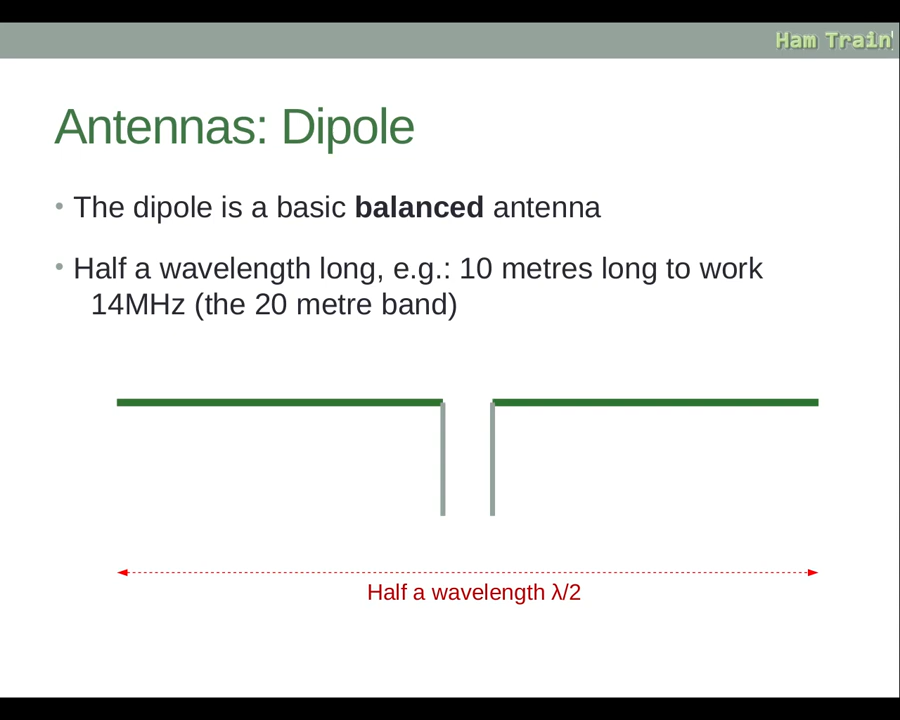 Ham Train
Antennas: Dipole
• The dipole is a basic balanced antenna
• Half a wavelength long, e.g.: 10 metres long to work
14MHz (the 20 metre band)
Half a wavelength λ/2